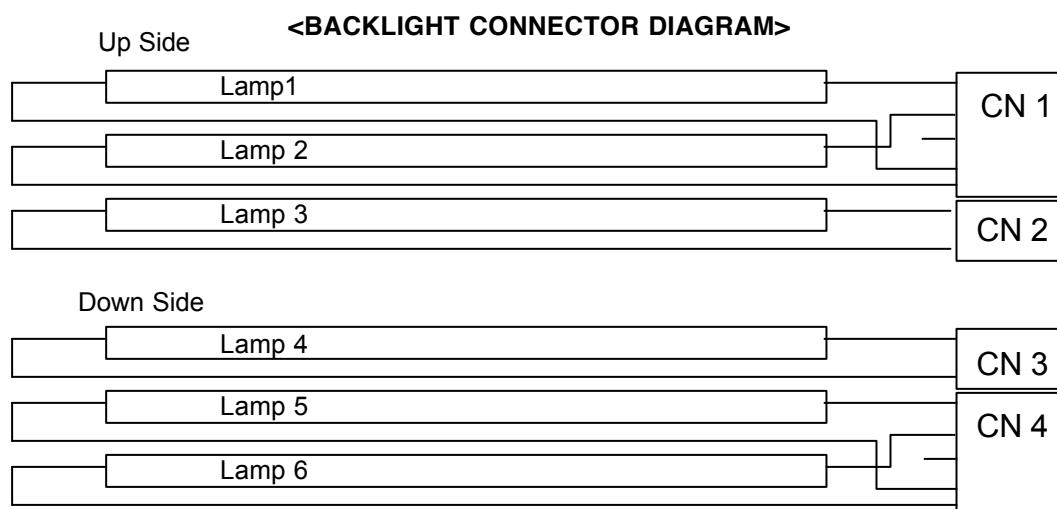 <BACKLIGHT CONNECTOR DIAGRAM>
Up Side
Lamp1
CN 1
Lamp 2
Lamp 3
CN 2
Down Side
Lamp 4
CN 3
Lamp 5
CN 4
Lamp 6